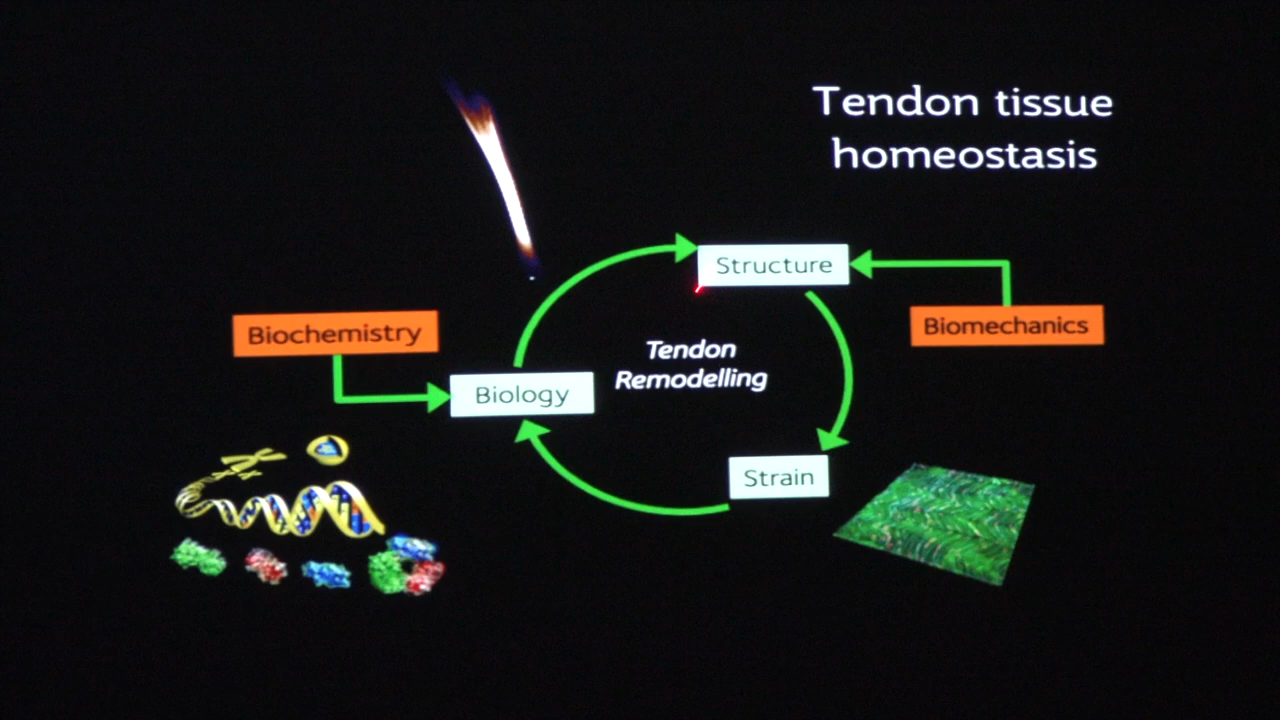 Tendon tissue
homeostasis
Structure
Biochemistry
Biomechanics
Tendon
Remodelling
Biology
Strain